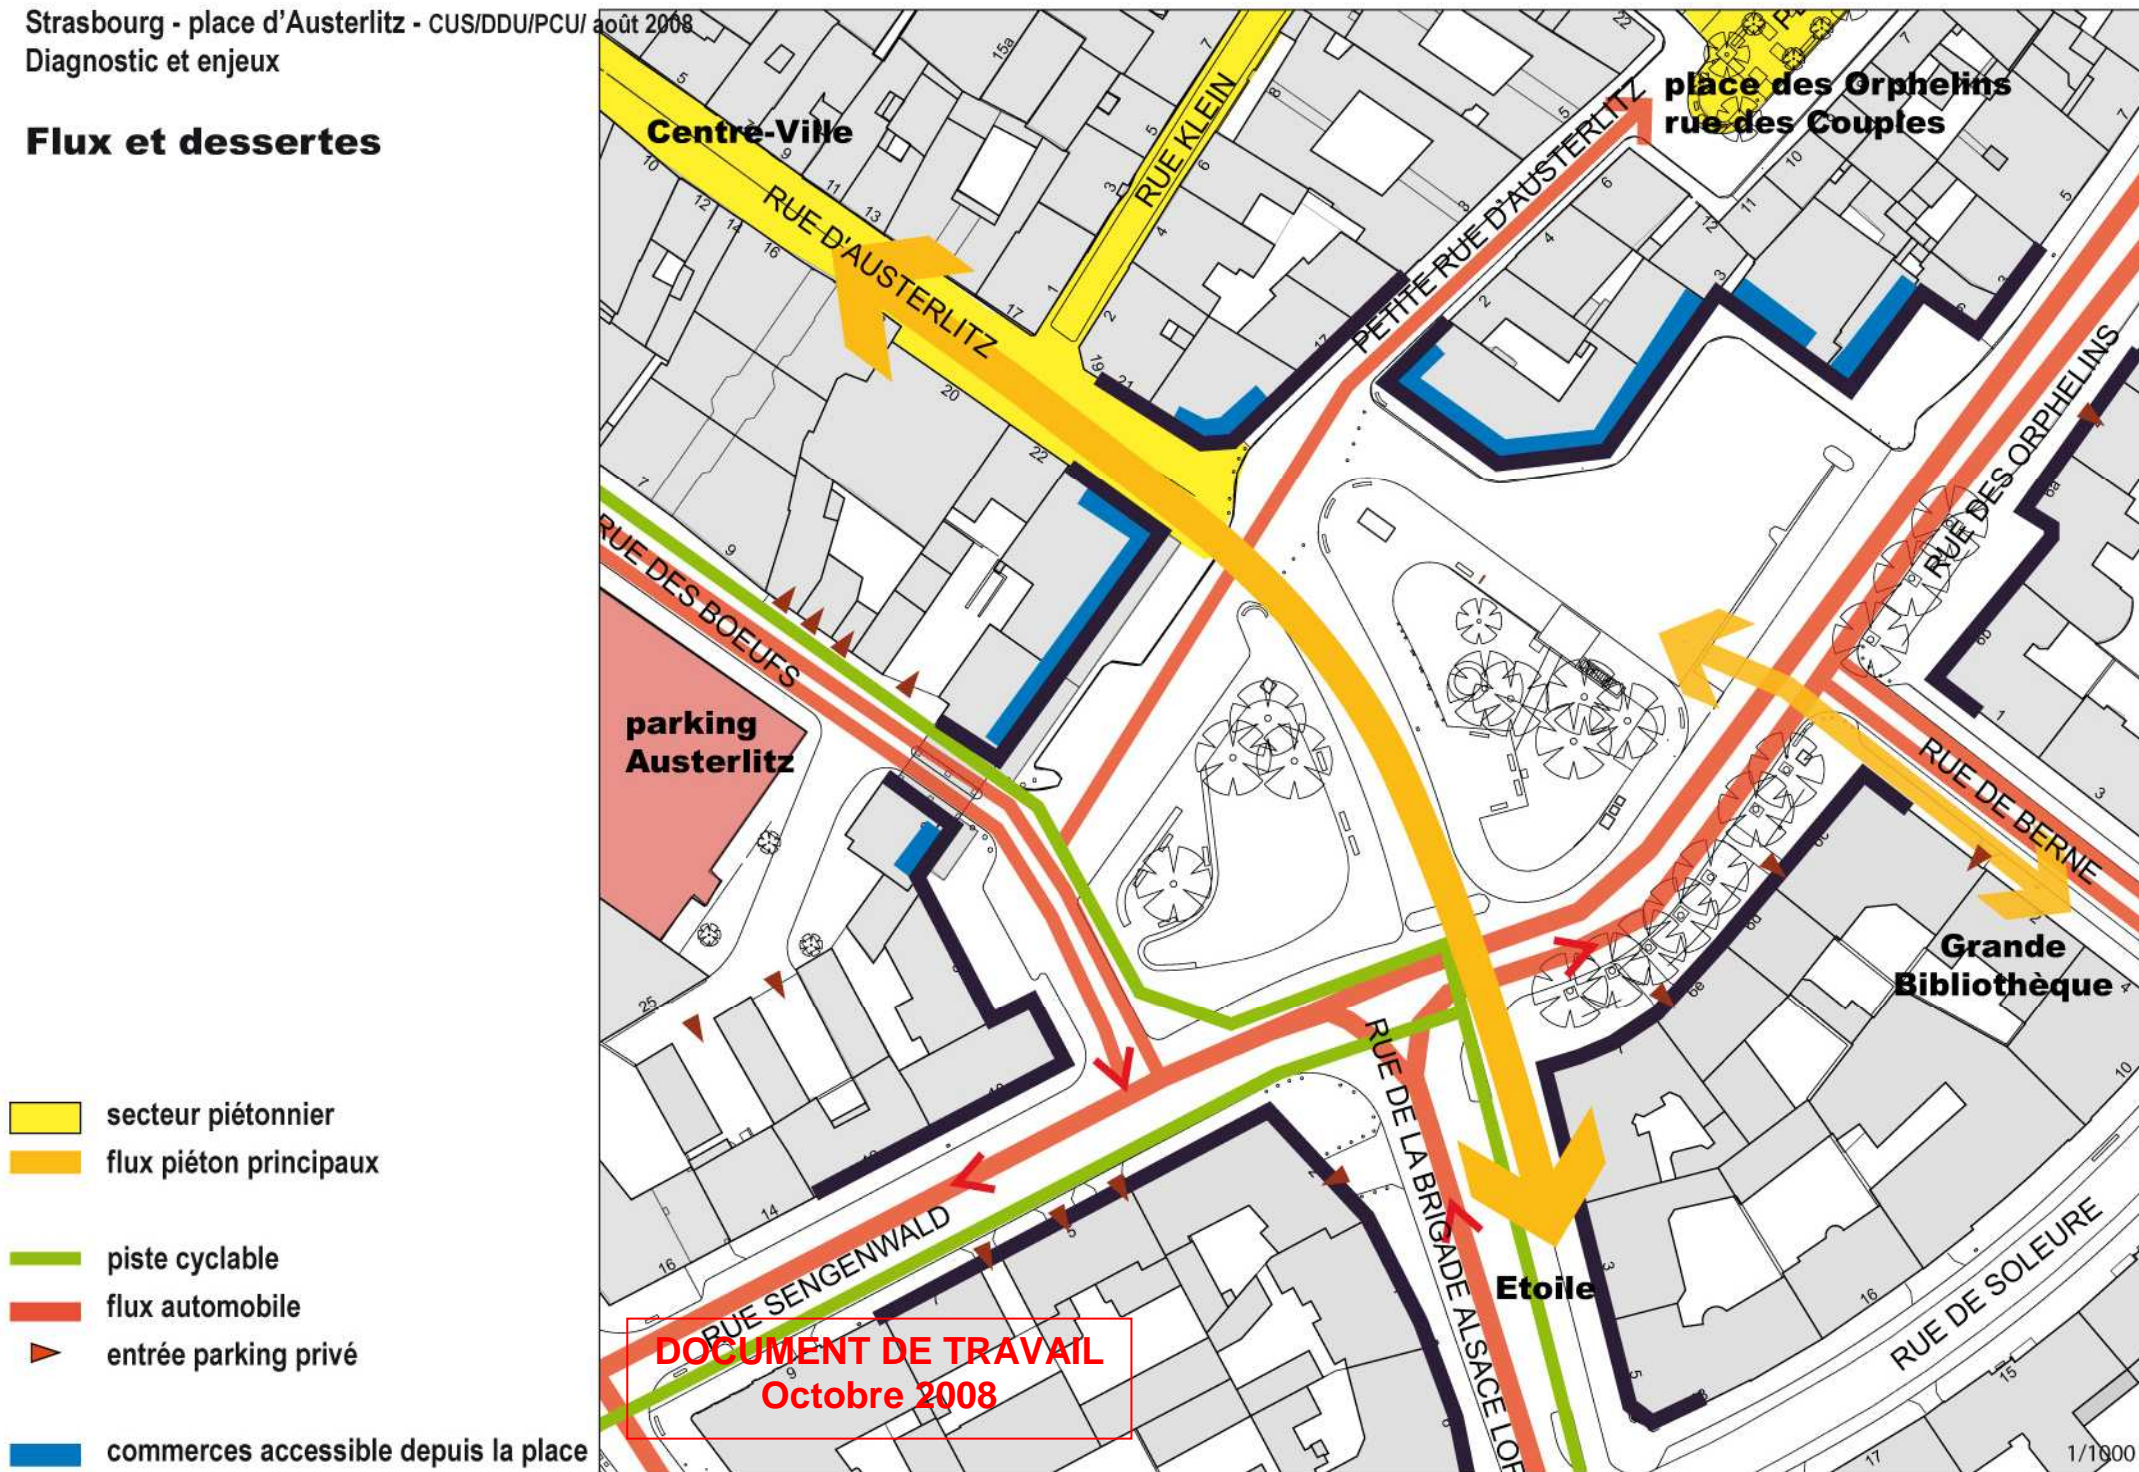 Strasbourg - place d'Austerlitz - CUS/DDU/PCU/ août 2008
Diagnostic et enjeux
Flux et dessertes
Centre-Ville
RUE KLEIN
RUE D'AUSTERLITZ
PETITE RUE D'AUSTERLITZ
place des Orphelins
rue des Couples
RUE DES ORPHELINS
RUE DES BOEUFS
parking
Austerlitz
RUE DE BERNE
Grande
Bibliothèque
RUE DE LA BRIGADE ALSACE LOR
Etoile
RUE SENGENWALD
RUE DE SOLEURE
DOCUMENT DE TRAVAIL
Octobre 2008
secteur piétonnier
flux piéton principaux
piste cyclable
flux automobile
entrée parking privé
commerces accessible depuis la place
1/1000